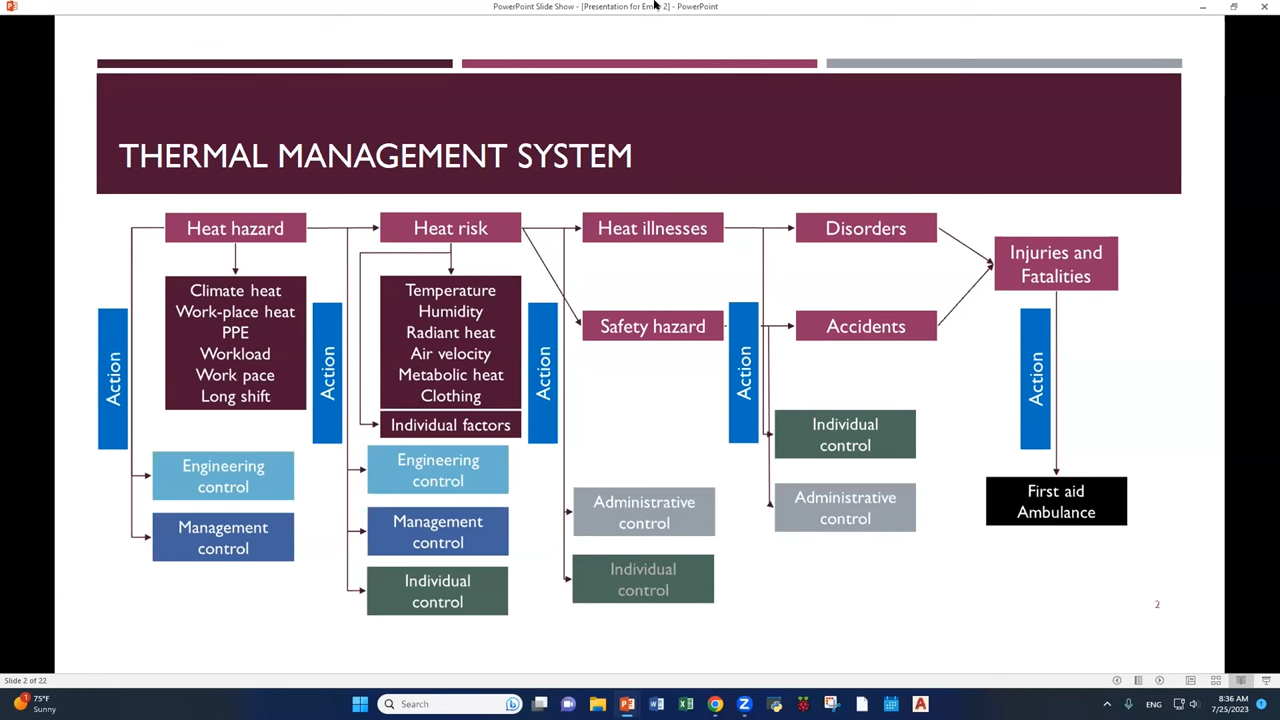 PowerPoint Slide Show - [Presentation for 2] - PowerPoint
THERMAL MANAGEMENT SYSTEM
Heat hazard
Heat risk
Heat illnesses
Disorders
Injuries and
Fatalities
Climate heat
Work-place heat
PPE
Workload
Work pace
Long shift
Temperature
Humidity
Radiant heat
Air velocity
Metabolic heat
Clothing
Individual factors
Safety hazard
Accidents
Action
Action
Action
Action
Action
Engineering
control
Management
control
Engineering
control
Management
control
Individual
control
Administrative
control
Individual
control
Individual
control
Administrative
control
First aid
Ambulance
2
Slide 2 of 22
1
75°F
Sunny
Search
ENG
8:36 AM
7/25/2023